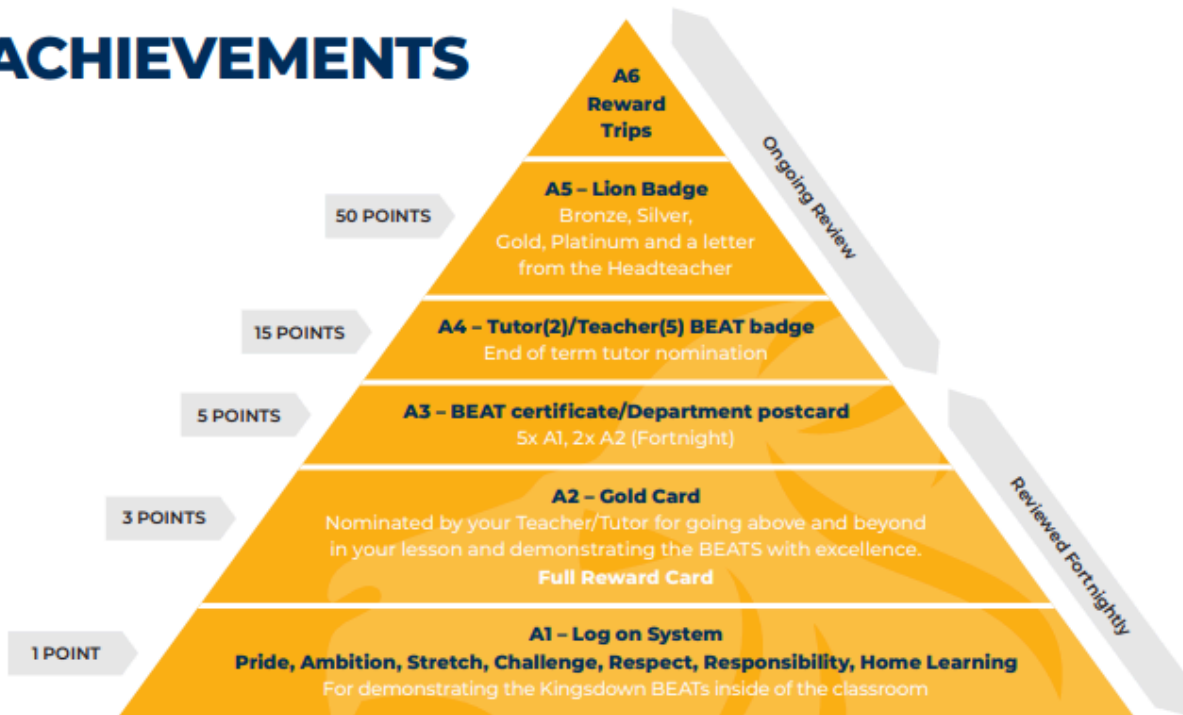 ACHIEVEMENTS
A6
Reward
Trips
Ongoing Review
50 POINTS
A5 – Lion Badge
Bronze, Silver,
Gold, Platinum and a letter
from the Headteacher
15 POINTS
A4 – Tutor(2)/Teacher(5) BEAT badge
End of term tutor nomination
5 POINTS
A3 – BEAT certificate/Department postcard
5x A1, 2x A2 (Fortnight)
Reviewed Fortnightly
3 POINTS
A2 – Gold Card
Nominated by your Teacher/Tutor for going above and beyond
in your lesson and demonstrating the BEATS with excellence.
Full Reward Card
1 POINT
A1 – Log on System
Pride, Ambition, Stretch, Challenge, Respect, Responsibility, Home Learning
For demonstrating the Kingsdown BEATs inside of the classroom